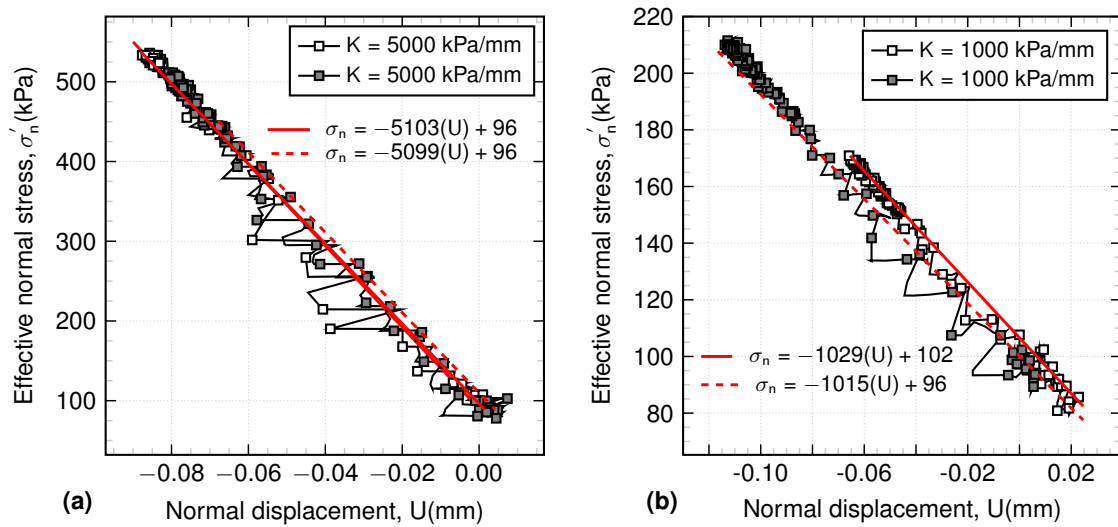 K = 5000 kPa/mm
K = 5000 kPa/mm
σₙ = −5103(U) + 96
σₙ = −5099(U) + 96
Effective normal stress, σ′ₙ(kPa)
500
400
300
200
100
−0.08 −0.06 −0.04 −0.02 0.00
(a)
Normal displacement, U(mm)
K = 1000 kPa/mm
K = 1000 kPa/mm
σₙ = −1029(U) + 102
σₙ = −1015(U) + 96
Effective normal stress, σ′ₙ(kPa)
220
200
180
160
140
120
100
80
-0.10 -0.06 -0.02 0.02
(b)
Normal displacement, U(mm)